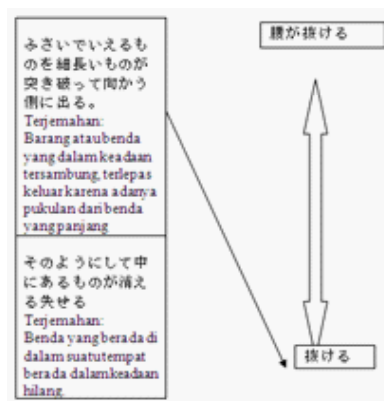 ふさいでいえるも
のを細長いものが
突き破って向かう
側に出る。
Terjemahan:
Barang atau benda
yang dalam keadaan
tersambung, terlepas
keluar karena adanya
pukulan dari benda
yang panjang
そのようにして中
にあるものが消え
る失せる
Terjemahan:
Benda yang berada di
dalam suatu tempat
berada dalam keadaan
hilang.
腰が抜ける
抜ける